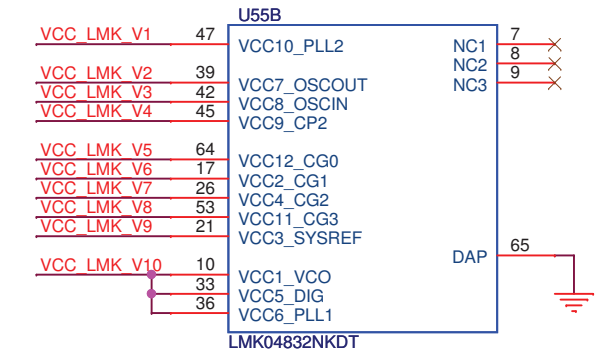 U55B
VCC_LMK_V1 47 VCC10_PLL2 NC1 7
NC2 8
VCC_LMK_V2 39 VCC7_OSCOUT NC3 9
VCC_LMK_V3 42 VCC8_OSCIN
VCC_LMK_V4 45 VCC9_CP2
VCC_LMK_V5 64 VCC12_CG0
VCC_LMK_V6 17 VCC2_CG1
VCC_LMK_V7 26 VCC4_CG2
VCC_LMK_V8 53 VCC11_CG3
VCC_LMK_V9 21 VCC3_SYSREF
DAP 65
VCC_LMK_V10 10 VCC1_VCO
33 VCC5_DIG
36 VCC6_PLL1
LMK04832NKDT